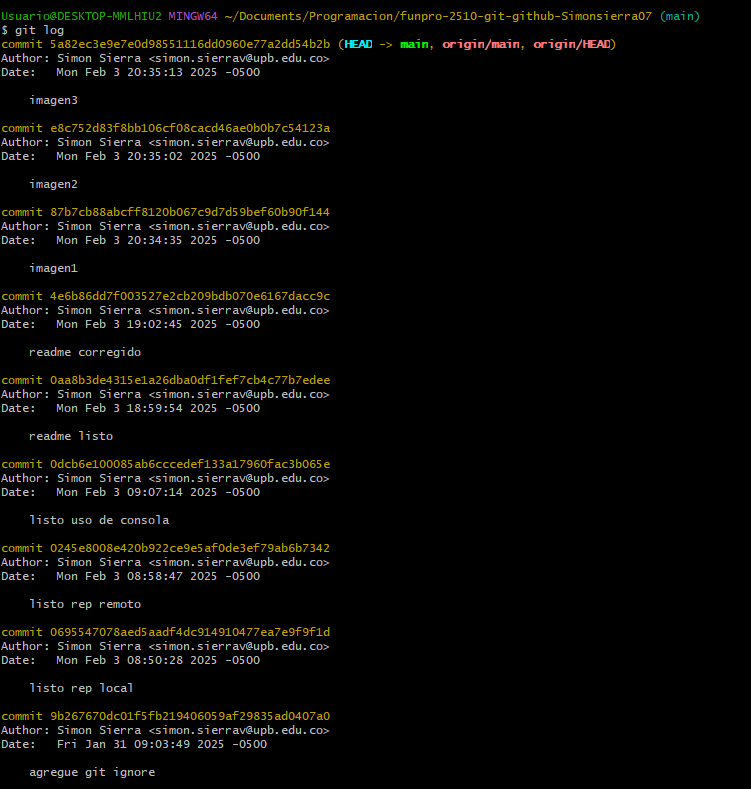 Usuario@DESKTOP-MMLHIU2 MINGW64 ~/Documents/Programacion/funpro-2510-git-github-Simonsierra07 (main)
$ git log
commit 5a82ec3e9e7e0d98551116dd0960e77a2dd54b2b (HEAD -> main, origin/main, origin/HEAD)
Author: Simon Sierra <simon.sierrav@upb.edu.co>
Date:   Mon Feb 3 20:35:13 2025 -0500
    imagen3
commit e8c752d83f8bb106cf08cacd46ae0b0b7c54123a
Author: Simon Sierra <simon.sierrav@upb.edu.co>
Date:   Mon Feb 3 20:35:02 2025 -0500
    imagen2
commit 87b7cb88abcff8120b067c9d7d59bef60b90f144
Author: Simon Sierra <simon.sierrav@upb.edu.co>
Date:   Mon Feb 3 20:34:35 2025 -0500
    imagen1
commit 4e6b86dd7f003527e2cb209bdb070e6167dacc9c
Author: Simon Sierra <simon.sierrav@upb.edu.co>
Date:   Mon Feb 3 19:02:45 2025 -0500
    readme corregido
commit 0aa8b3de4315e1a26dba0df1fef7cb4c77b7edee
Author: Simon Sierra <simon.sierrav@upb.edu.co>
Date:   Mon Feb 3 18:59:54 2025 -0500
    readme listo
commit 0dcb6e100085ab6cccedef133a17960fac3b065e
Author: Simon Sierra <simon.sierrav@upb.edu.co>
Date:   Mon Feb 3 09:07:14 2025 -0500
    listo uso de consola
commit 0245e8008e420b922ce9e5af0de3ef79ab6b7342
Author: Simon Sierra <simon.sierrav@upb.edu.co>
Date:   Mon Feb 3 08:58:47 2025 -0500
    listo rep remoto
commit 0695547078aed5aadf4dc914910477ea7e9f9f1d
Author: Simon Sierra <simon.sierrav@upb.edu.co>
Date:   Mon Feb 3 08:50:28 2025 -0500
    listo rep local
commit 9b267670dc01f5fb219406059af29835ad0407a0
Author: Simon Sierra <simon.sierrav@upb.edu.co>
Date:   Fri Jan 31 09:03:49 2025 -0500
    agregue git ignore